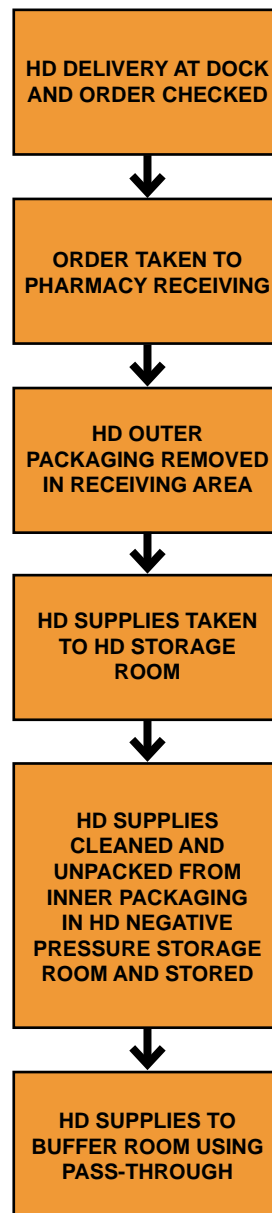 HD DELIVERY AT DOCK
AND ORDER CHECKED
ORDER TAKEN TO
PHARMACY RECEIVING
HD OUTER
PACKAGING REMOVED
IN RECEIVING AREA
HD SUPPLIES TAKEN
TO HD STORAGE
ROOM
HD SUPPLIES
CLEANED AND
UNPACKED FROM
INNER PACKAGING
IN HD NEGATIVE
PRESSURE STORAGE
ROOM AND STORED
HD SUPPLIES TO
BUFFER ROOM USING
PASS-THROUGH